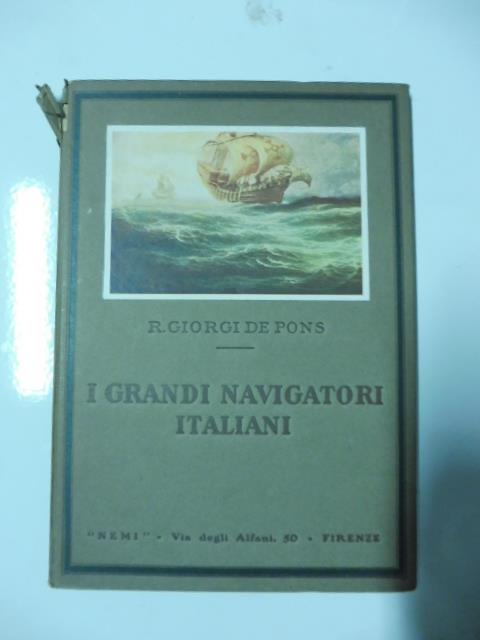 R. GIORGI DE PONS
I GRANDI NAVIGATORI
ITALIANI
"NEMI" - Via degli Alfani, 50 - FIRENZE